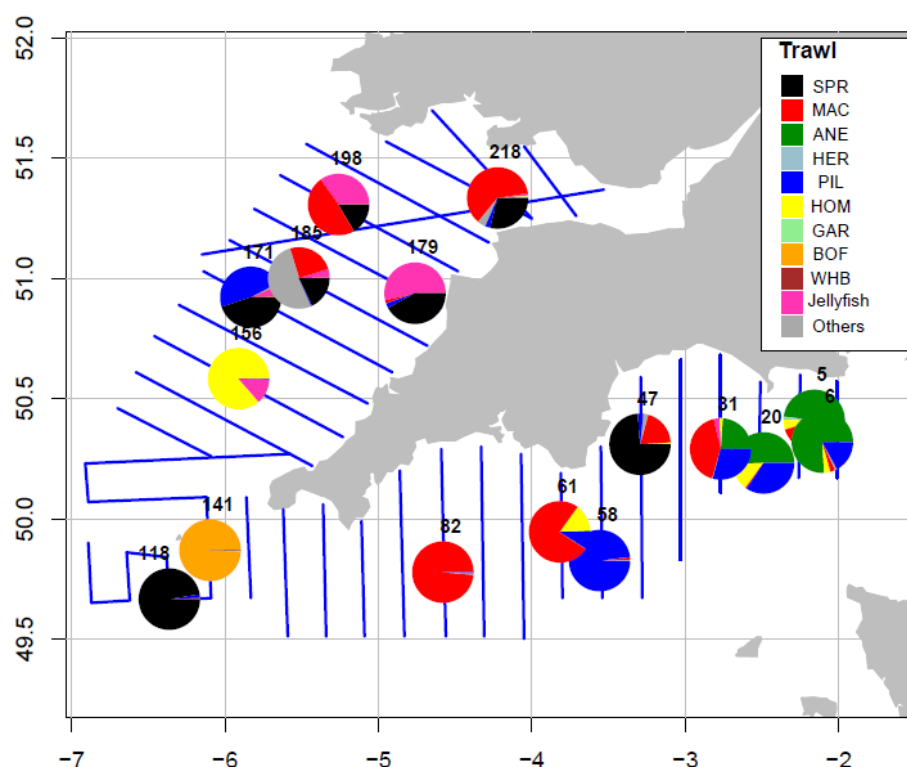 52.0
51.5
51.0
50.5
50.0
49.5
−7
−6
−5
−4
−3
−2
Trawl
SPR
MAC
ANE
HER
PIL
HOM
GAR
BOF
WHB
Jellyfish
Others
198
218
185
171
179
156
5
6
47
31
20
141
61
58
82
118